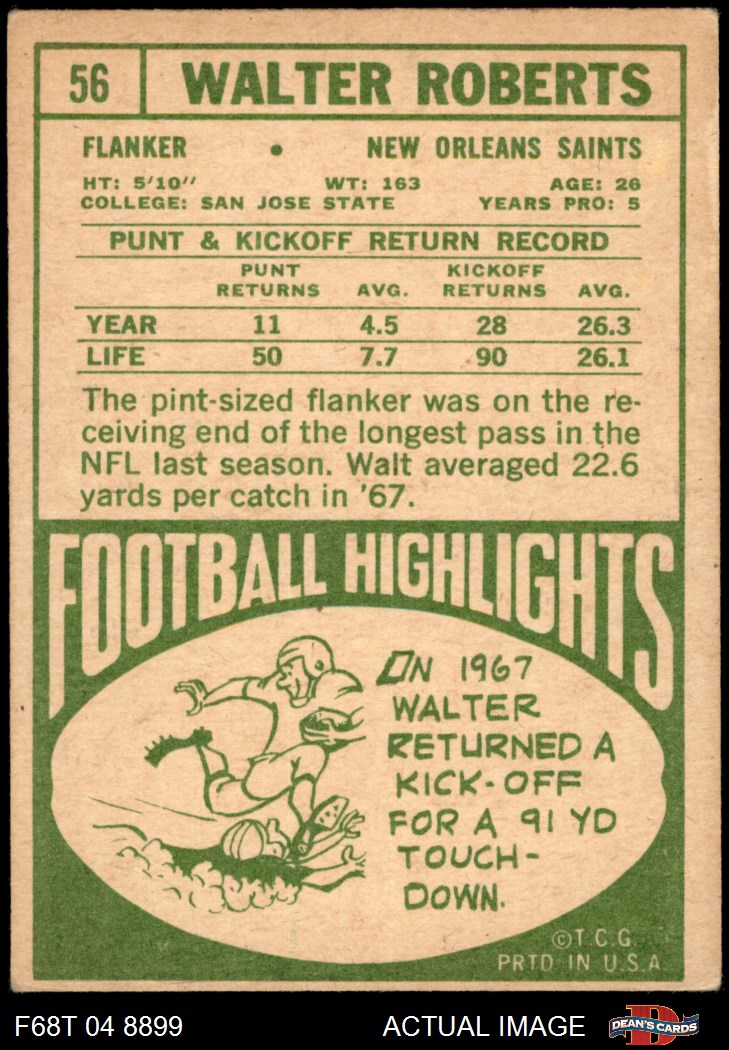 56 WALTER ROBERTS
FLANKER • NEW ORLEANS SAINTS
HT: 5'10" WT: 163 AGE: 26
COLLEGE: SAN JOSE STATE YEARS PRO: 5
PUNT & KICKOFF RETURN RECORD
PUNT KICKOFF
RETURNS AVG. RETURNS AVG.
YEAR 11 4.5 28 26.3
LIFE 50 7.7 90 26.1
The pint-sized flanker was on the re-
ceiving end of the longest pass in the
NFL last season. Walt averaged 22.6
yards per catch in '67.
FOOTBALL HIGHLIGHTS
IN 1967
WALTER
RETURNED A
KICK-OFF
FOR A 91 YD
TOUCH-
DOWN.
©T.C.G.
PRTD IN U.S.A
F68T 04 8899 ACTUAL IMAGE D DEAN'S CARDS